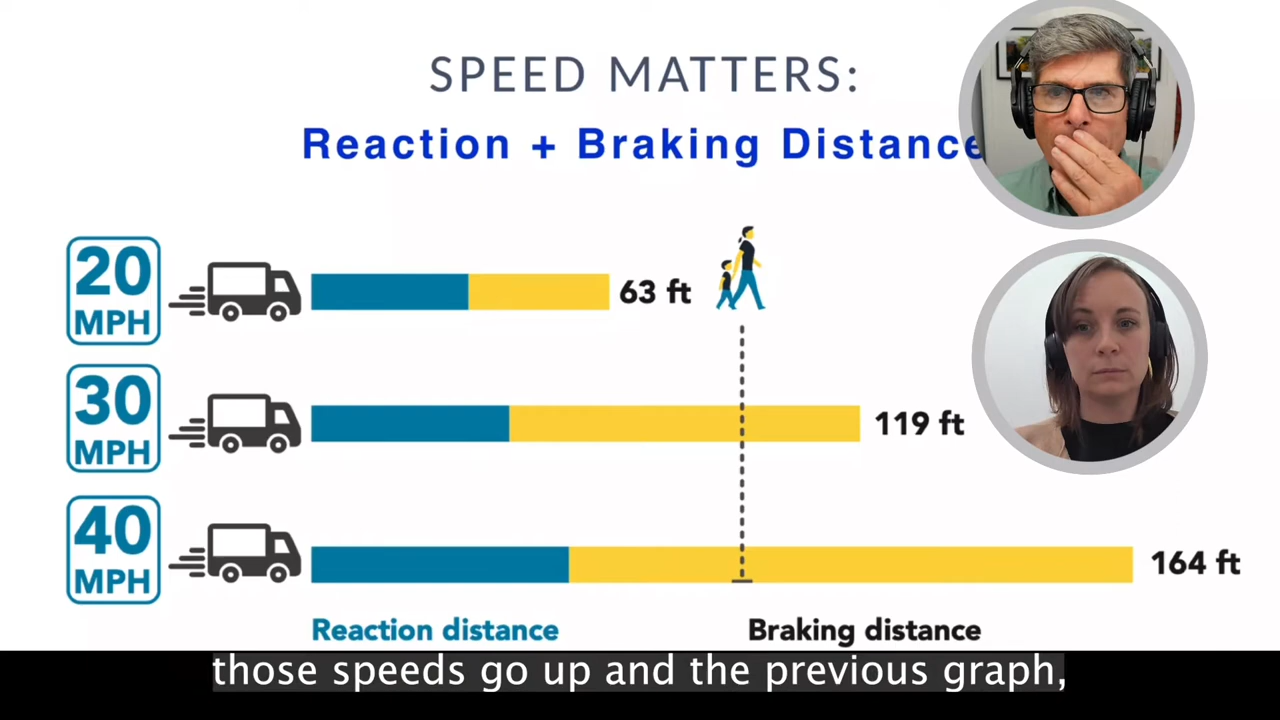 SPEED MATTERS:
Reaction + Braking Distance
20
MPH
63 ft
30
MPH
119 ft
40
MPH
164 ft
Reaction distance
Braking distance
those speeds go up and the previous graph,